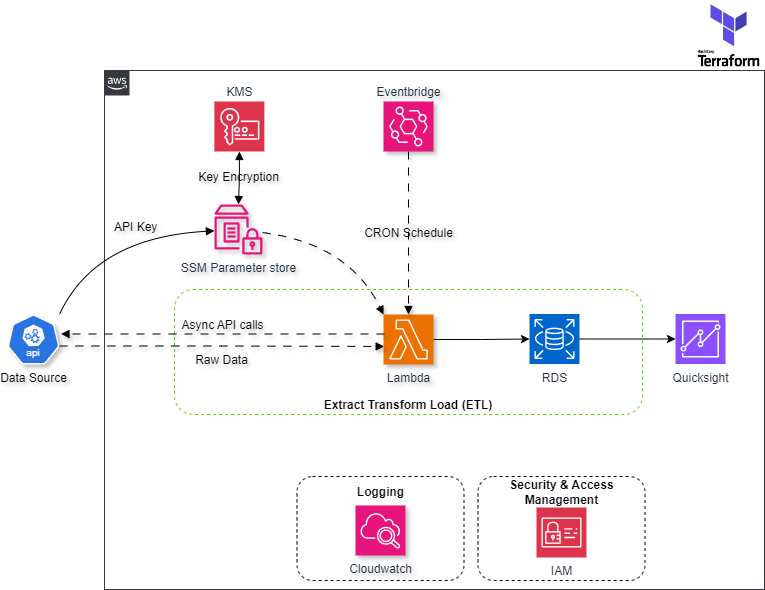 HashiCorp
Terraform
aws
KMS
Eventbridge
Key Encryption
API Key
CRON Schedule
SSM Parameter store
Async API calls
api
Raw Data
Data Source
Lambda
RDS
Quicksight
Extract Transform Load (ETL)
Logging
Security & Access
Management
Cloudwatch
IAM